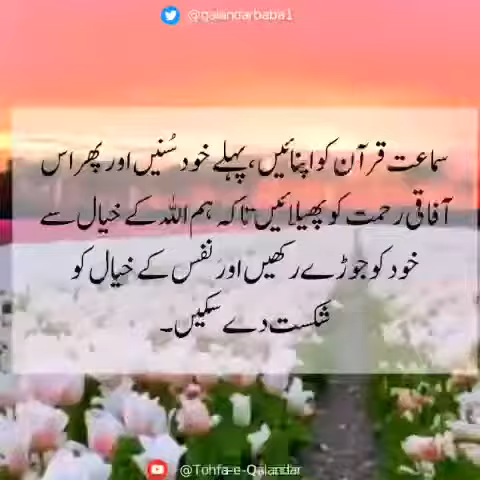 @qalandarbaba1
سماعت قرآن کو اپنائیں، پہلے خود سُنیں اور پھر اس
آفاقی رحمت کو پھیلائیں تاکہ ہم اللہ کے خیال سے
خود کو جوڑے رکھیں اور نفس کے خیال کو
شکست دے سکیں۔
@Tohfa-e-Qalandar